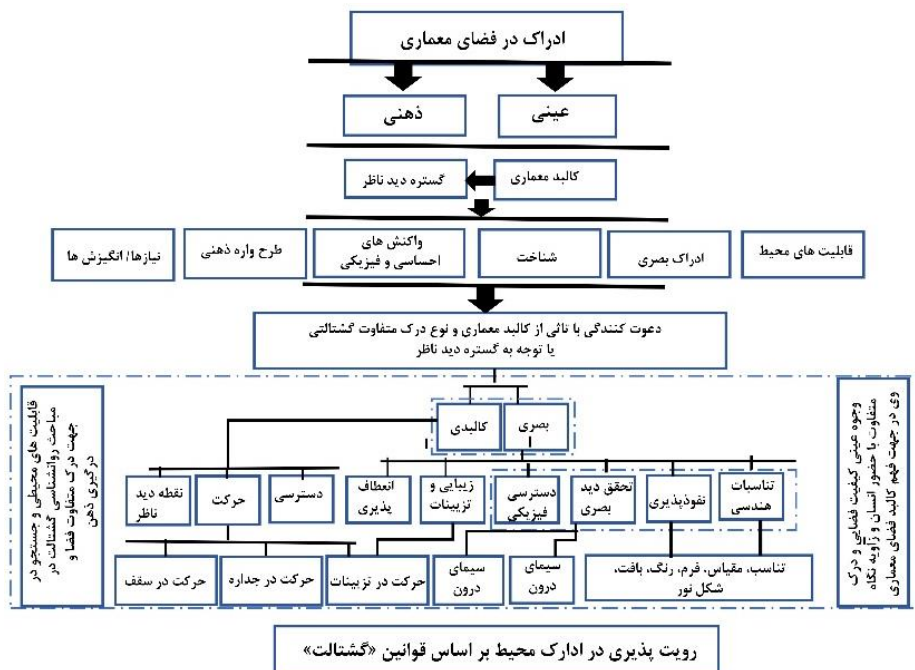 ادراک در فضای معماری
عینی
ذهنی
کالبد معماری
گستره دید ناظر
قابلیت های محیط
ادراک بصری
شناخت
واکنش های
احساسی و فیزیکی
طرح واره ذهنی
نیازها/ انگیزش ها
دعوت کنندگی با تاثی از کالبد معماری و نوع درک متفاوت گشتالتی
یا توجه به گستره دید ناظر
وجوه عینی کیفیت فضایی و درک
متفاوت با حضور انسان و زاویه نگاه
وی در جهت فهم کالبد فضای معماری
بصری
کالبدی
قابلیت های محیطی و جستجو در
مباحث روانشناسی گشتالت در
جهت درک متفاوت فضا و
درگیری ذهن
تناسبات
هندسی
نفوذپذیری
تحقق دید
بصری
دسترسی
فیزیکی
زیبایی و
تزیینات
انعطاف
پذیری
دسترسی
حرکت
نقطه دید
ناظر
تناسب، مقیاس، فرم، رنگ، بافت،
شکل نور
سیمای
درون
سیمای
درون
حرکت در تزیینات
حرکت در جداره
حرکت در سقف
رویت پذیری در ادارک محیط بر اساس قوانین «گشتالت»